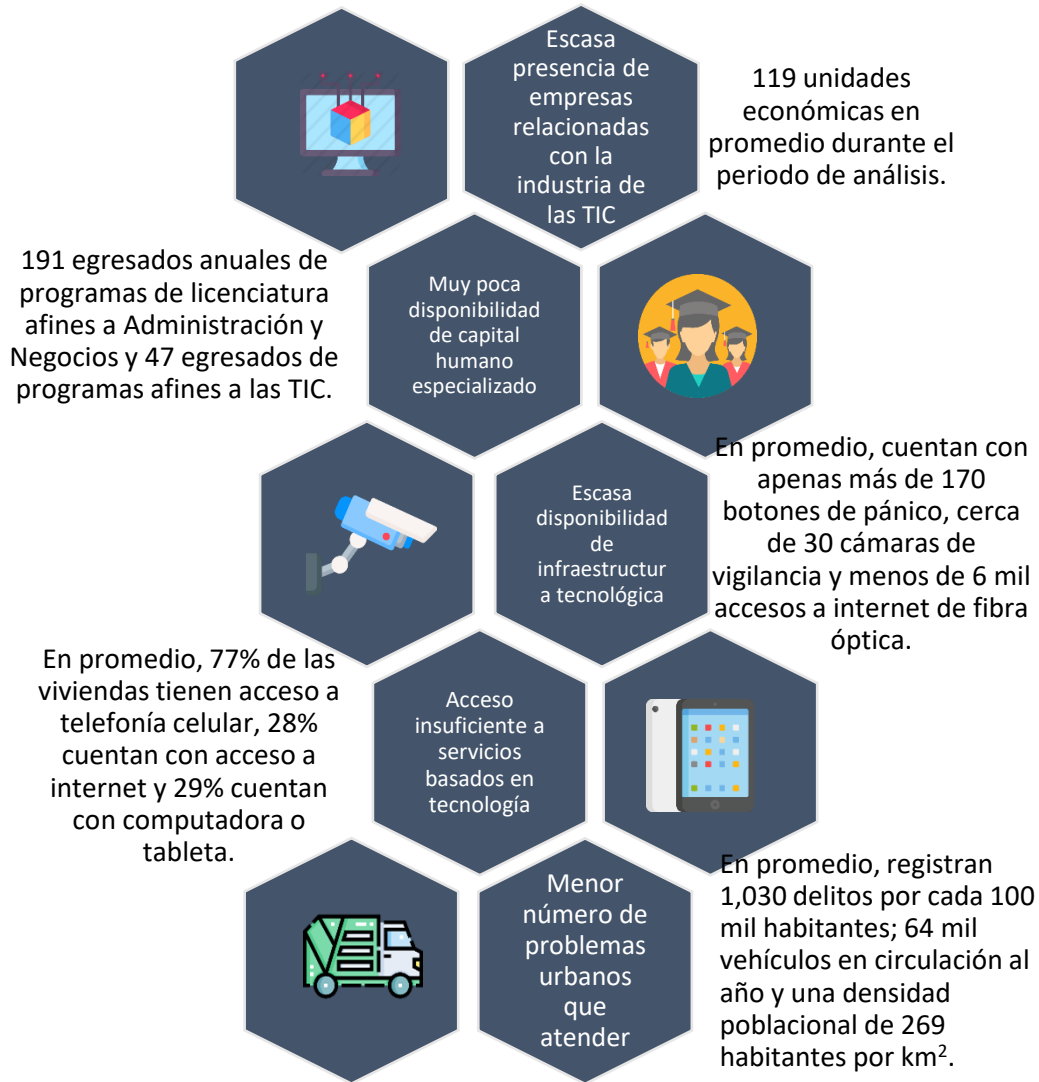 Escasa
presencia de
empresas
relacionadas
con la
industria de
las TIC
119 unidades
económicas en
promedio durante el
periodo de análisis.
191 egresados anuales de
programas de licenciatura
afines a Administración y
Negocios y 47 egresados de
programas afines a las TIC.
Muy poca
disponibilidad
de capital
humano
especializado
Escasa
disponibilidad
de
infraestructur
a tecnológica
En promedio, cuentan con
apenas más de 170
botones de pánico, cerca
de 30 cámaras de
vigilancia y menos de 6 mil
accesos a internet de fibra
óptica.
En promedio, 77% de las
viviendas tienen acceso a
telefonía celular, 28%
cuentan con acceso a
internet y 29% cuentan
con computadora o
tableta.
Acceso
insuficiente a
servicios
basados en
tecnología
Menor
número de
problemas
urbanos
que
atender
En promedio, registran
1,030 delitos por cada 100
mil habitantes; 64 mil
vehículos en circulación al
año y una densidad
poblacional de 269
habitantes por km².